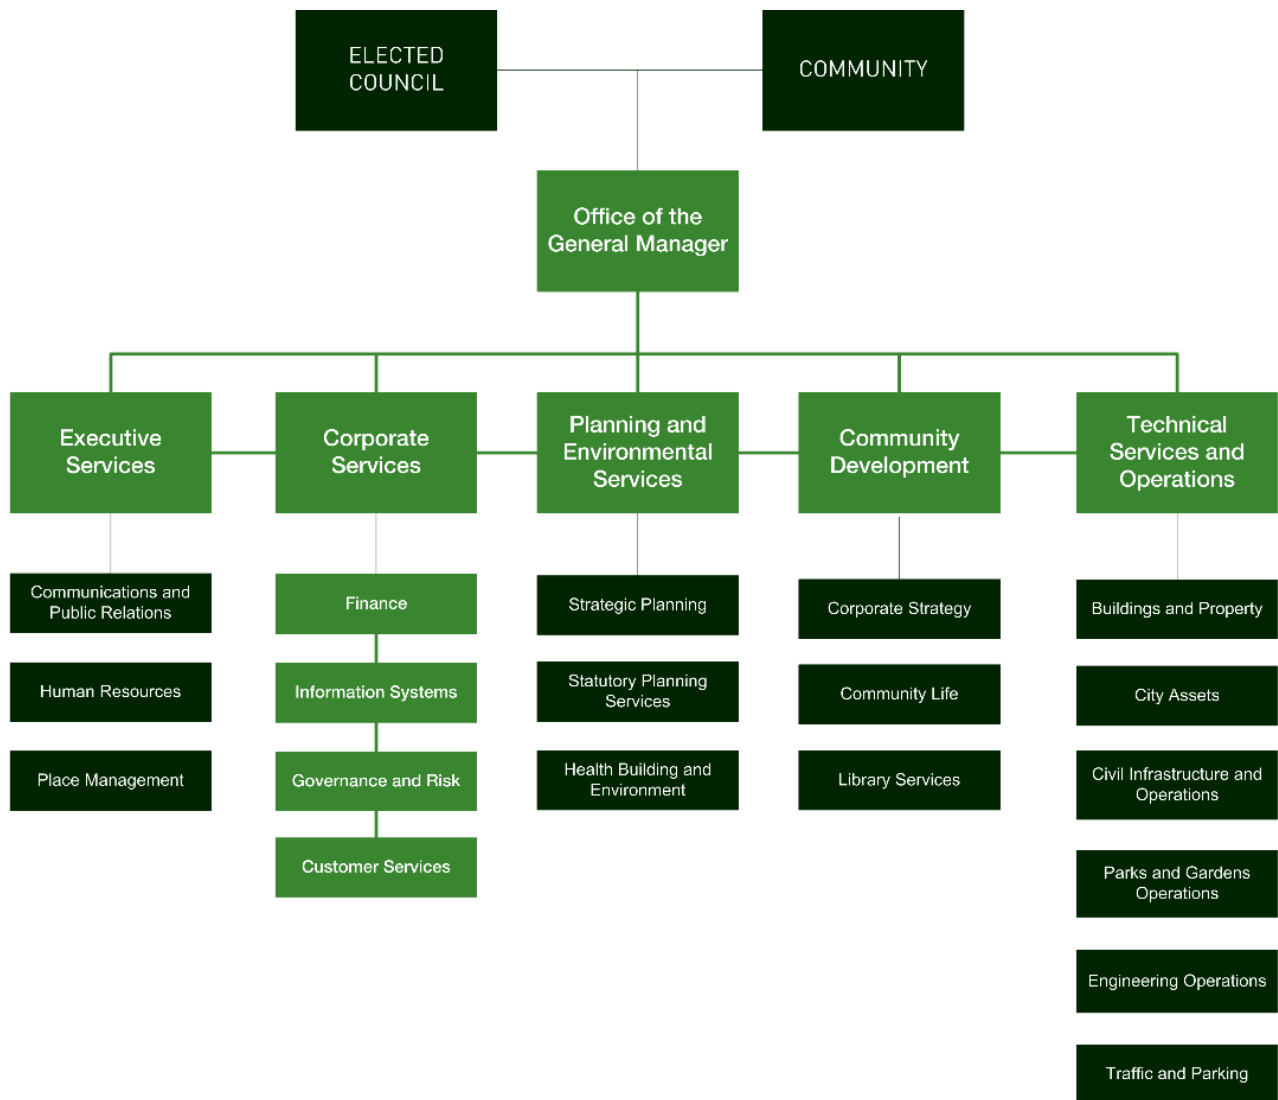 ELECTED
COUNCIL
COMMUNITY
Office of the
General Manager
Executive
Services
Corporate
Services
Planning and
Environmental
Services
Community
Development
Technical
Services and
Operations
Communications and
Public Relations
Human Resources
Place Management
Finance
Information Systems
Governance and Risk
Customer Services
Strategic Planning
Statutory Planning
Services
Health Building and
Environment
Corporate Strategy
Community Life
Library Services
Buildings and Property
City Assets
Civil Infrastructure and
Operations
Parks and Gardens
Operations
Engineering Operations
Traffic and Parking